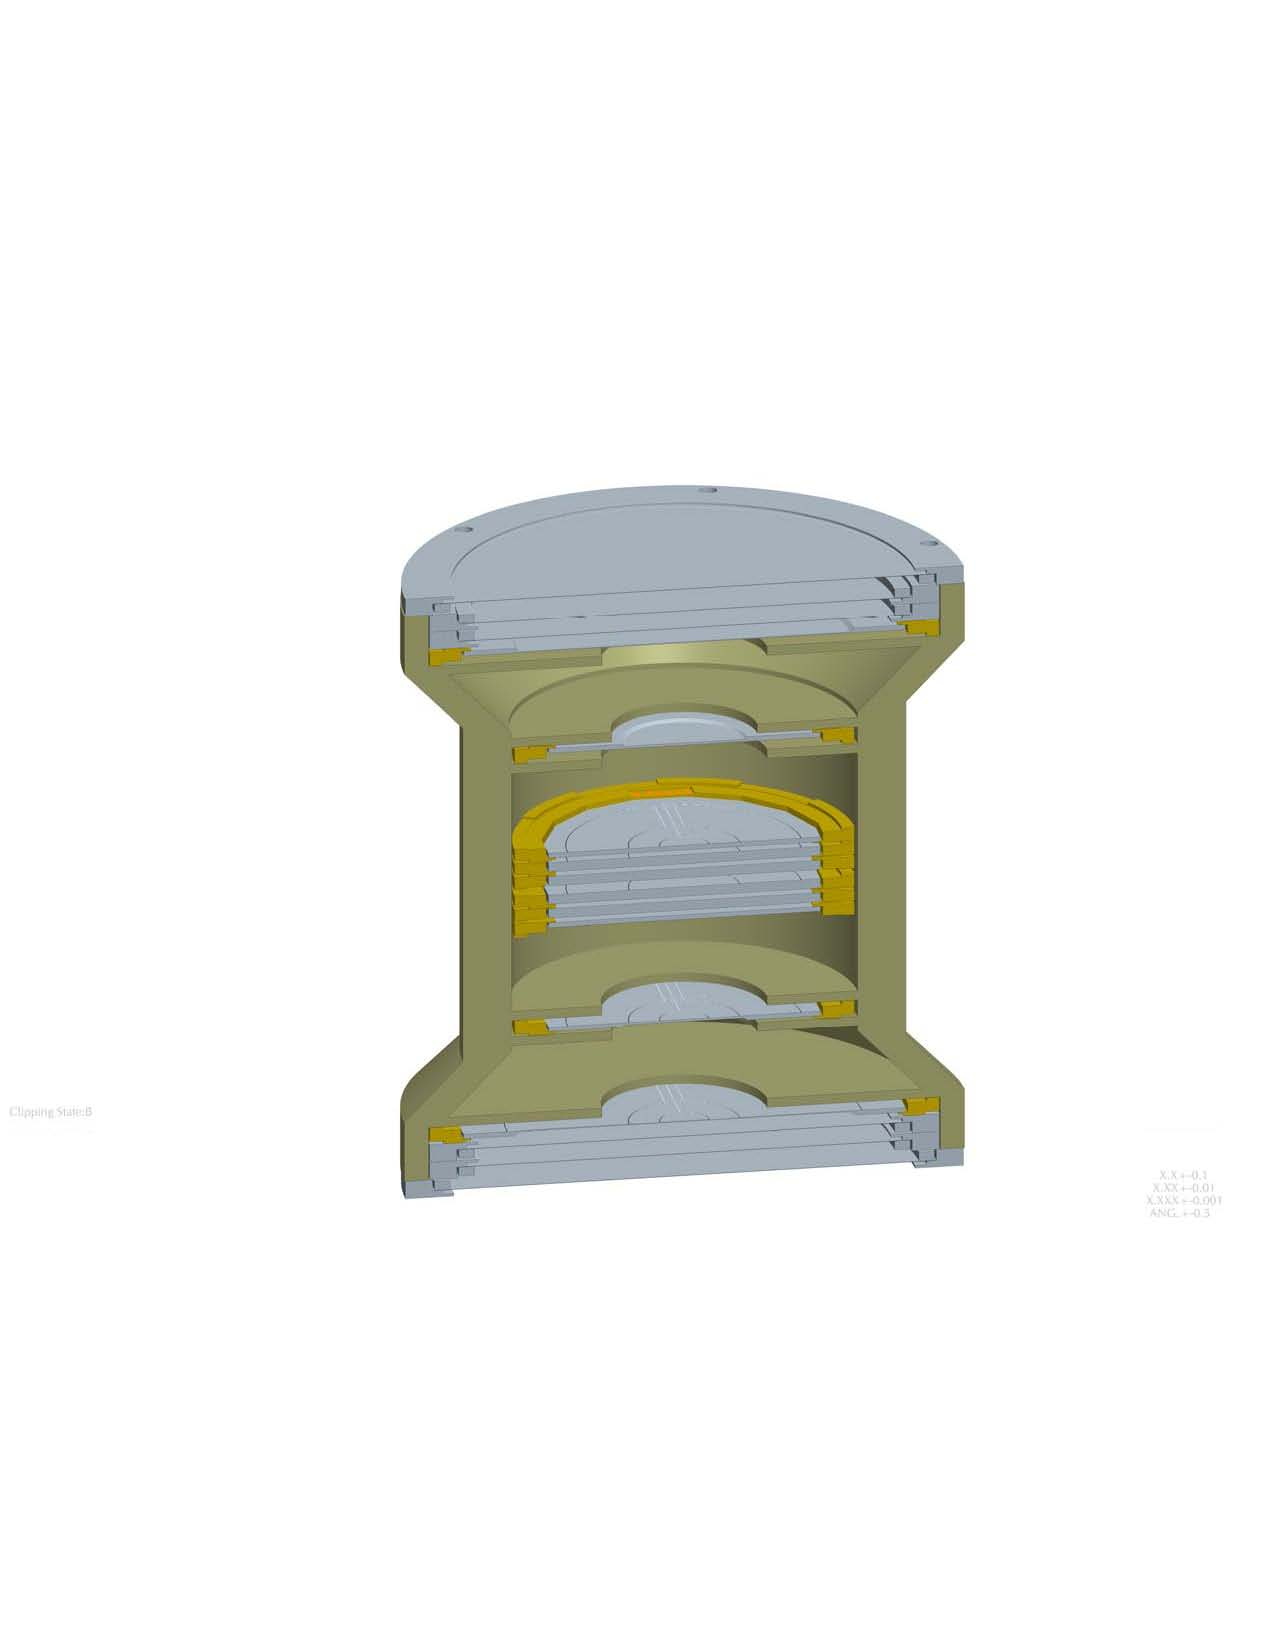 Clipping State:B
X.X +-0.1
X.XX +-0.01
X.XXX +-0.001
ANG. +-0.5